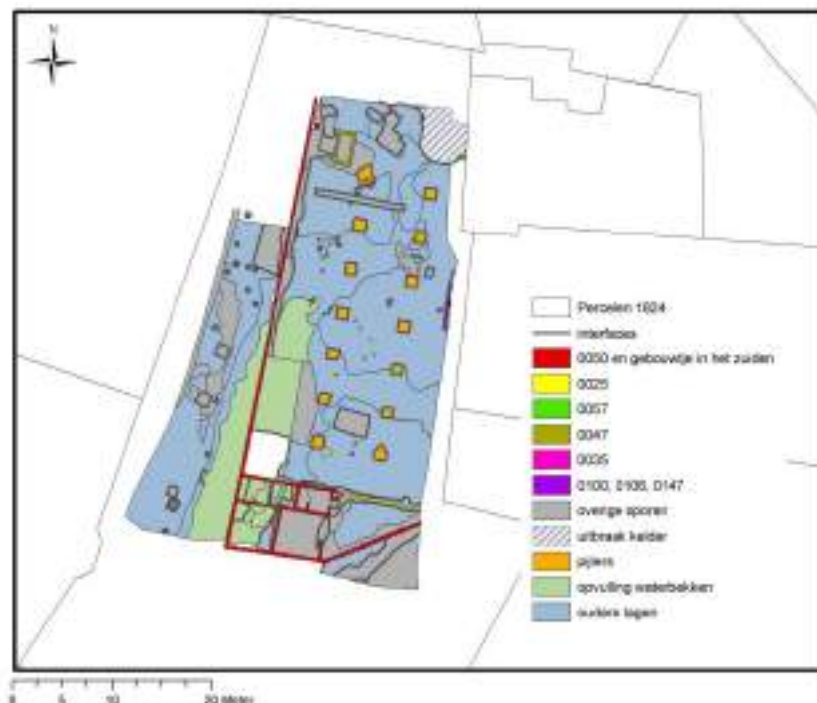 N
Percelen 1824
interfaces
0050 en gebouwtje in het zuiden
0025
0057
0047
0035
0100, 0106, 0147
overige sporen
uitbraak kelder
pijlers
opvulling waterbekken
oudere lagen
0 5 10 20 Meter